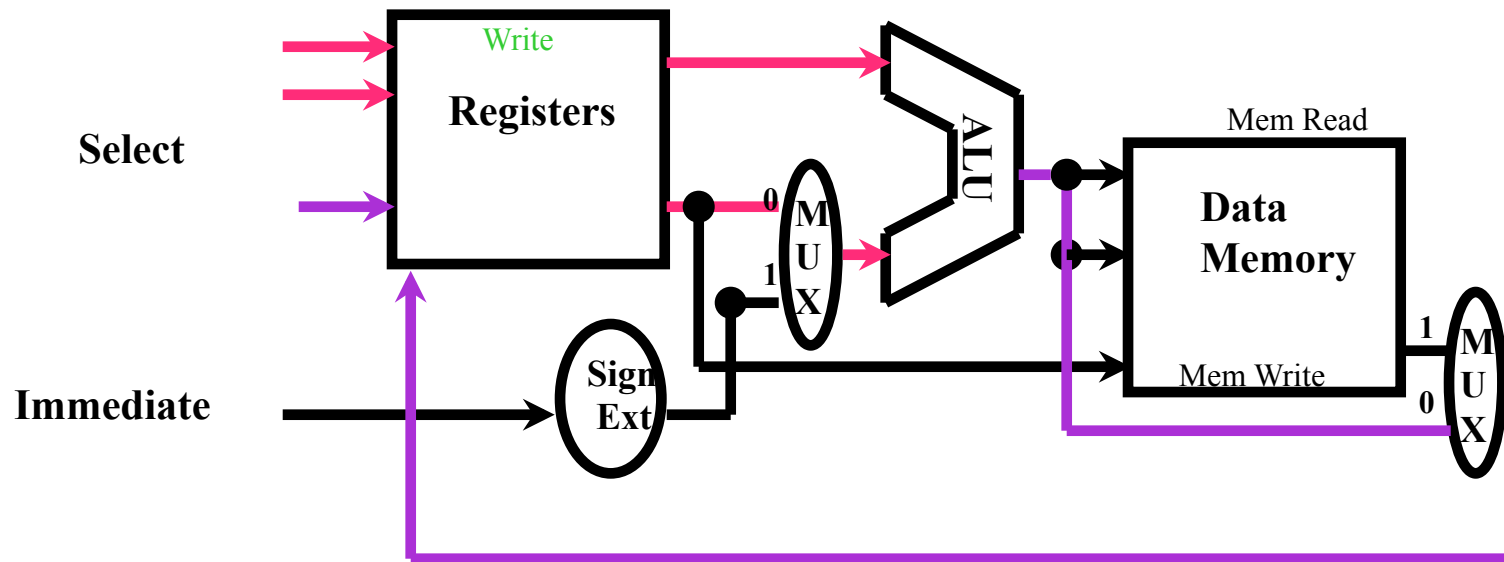 Write
Registers
Select
ALU
Mem Read
0
M
U
X
1
Data
Memory
Sign
Ext
Immediate
Mem Write
1
0
M
U
X